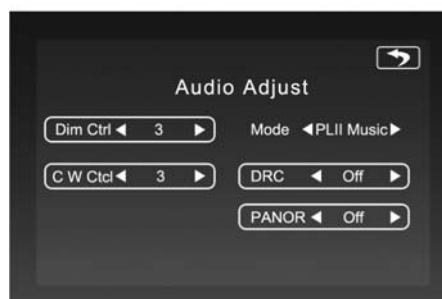 Audio Adjust
Dim Ctrl ◀ 3 ▶ Mode ◀PLII Music▶
C W Ctcl ◀ 3 ▶ DRC ◀ Off ▶
PANOR ◀ Off ▶